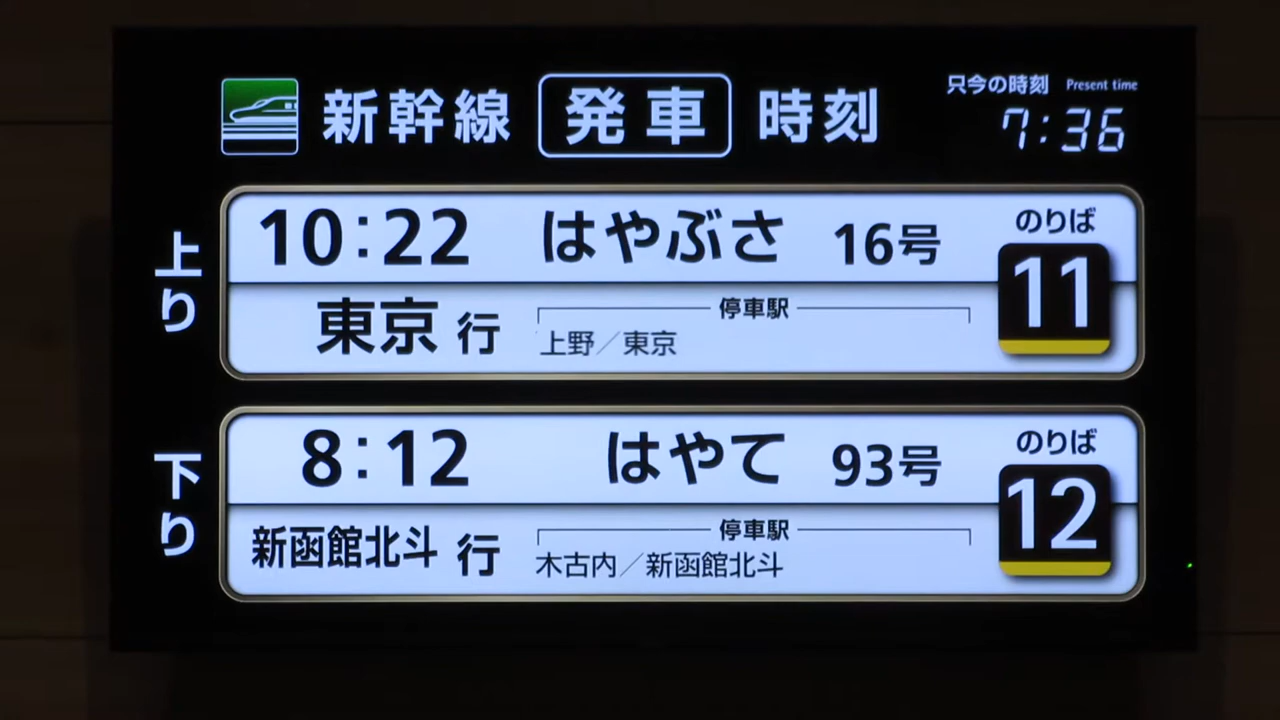 新幹線 発車 時刻
只今の時刻 Present time
7:36
上り
10:22 はやぶさ 16号
のりば
11
東京行
停車駅
上野／東京
下り
8:12 はやて 93号
のりば
12
新函館北斗行
停車駅
木古内／新函館北斗